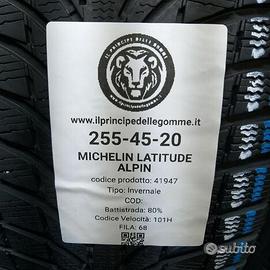 IL PRINCIPE DELLE GOMME
www.ilprincipedellegomme.it
www.ilprincipedellegomme.it
255-45-20
MICHELIN LATITUDE
ALPIN
codice prodotto: 41947
Tipo: Invernale
COD:
Battistrada: 80%
Codice Velocità: 101H
FILA: 68
subito